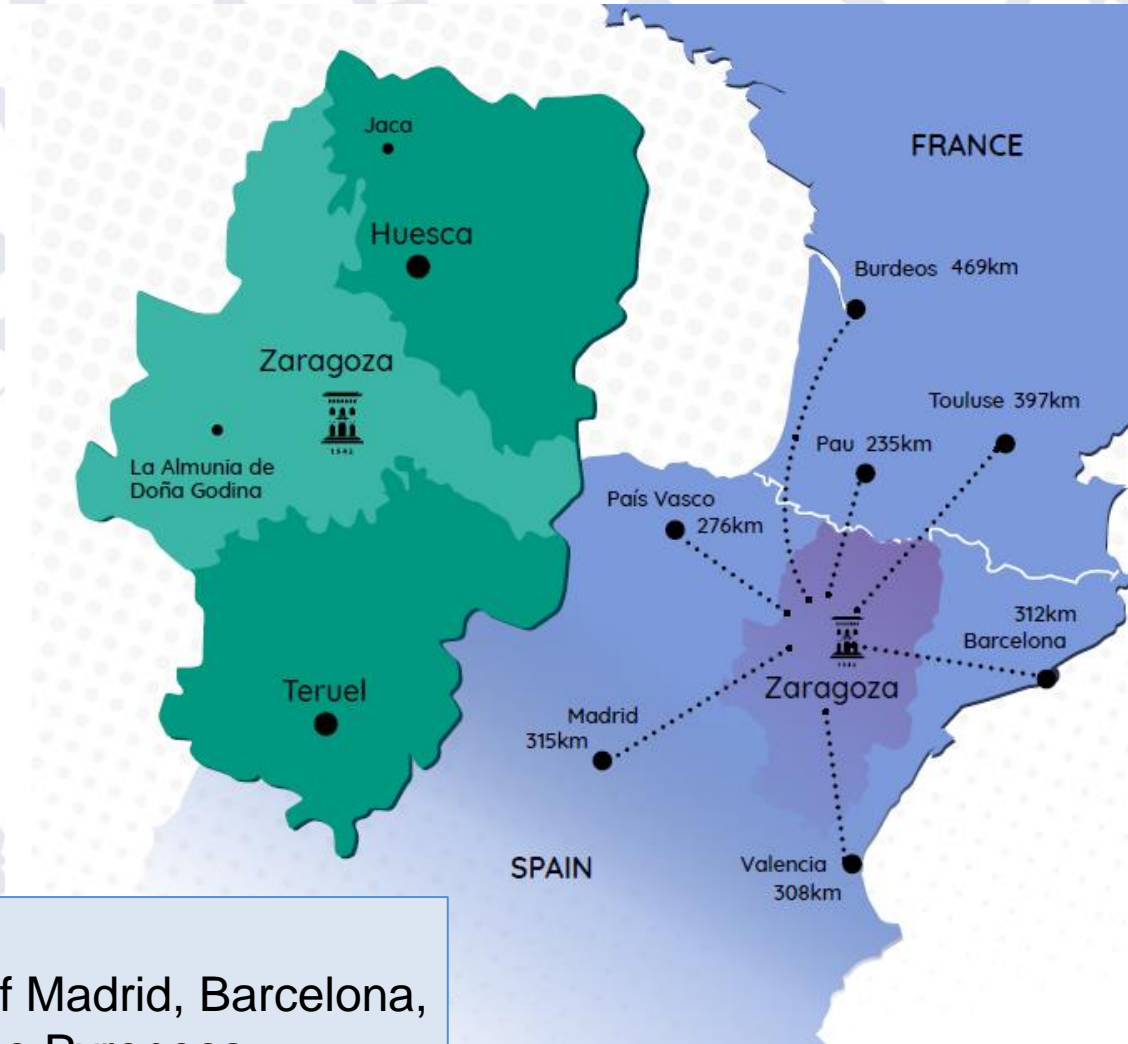 Jaca
Huesca
Zaragoza
1542
La Almunia de
Doña Godina
Teruel
FRANCE
Burdeos 469km
Touluse 397km
Pau 235km
País Vasco
276km
312km
Barcelona
Zaragoza
Madrid
315km
SPAIN
Valencia
308km
f Madrid, Barcelona,